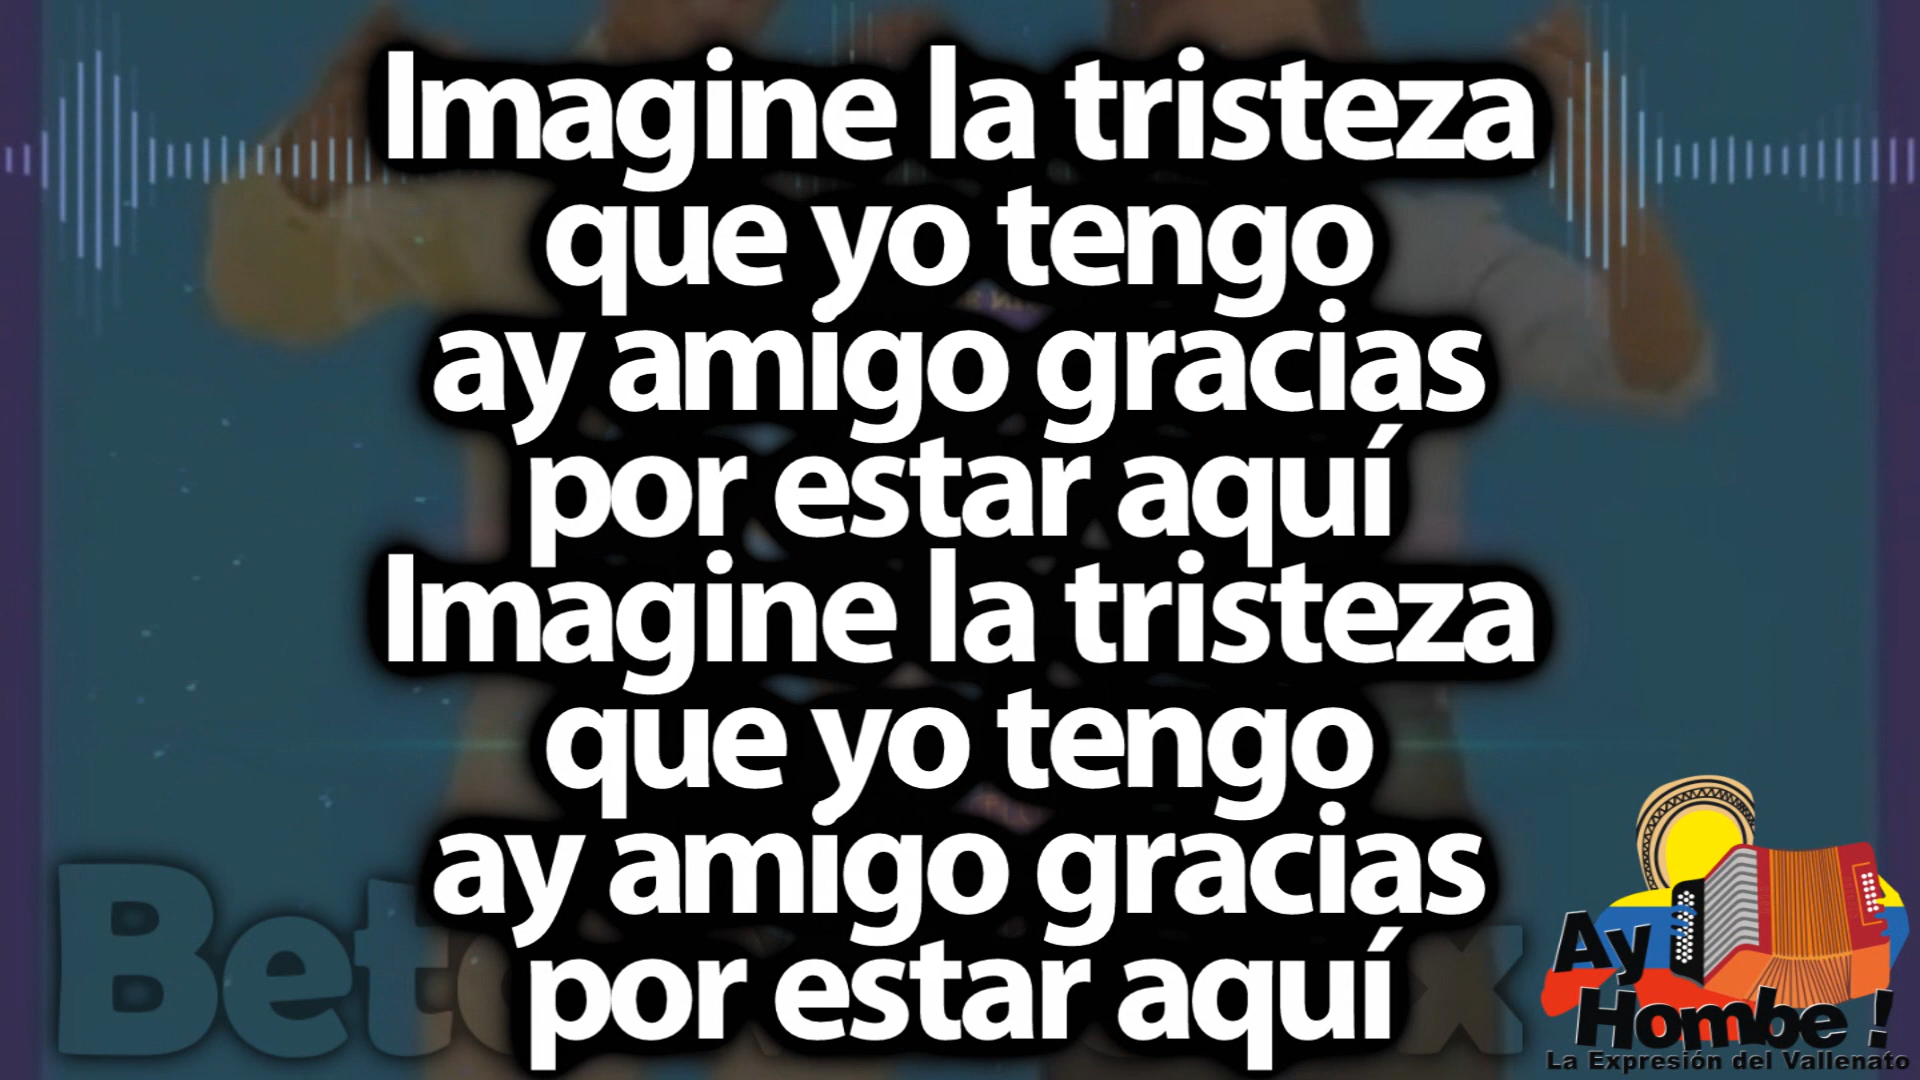 Imagine la tristeza
que yo tengo
ay amigo gracias
por estar aquí
Imagine la tristeza
que yo tengo
ay amigo gracias
por estar aquí
Ay
Hombe !
La Expresión del Vallenato